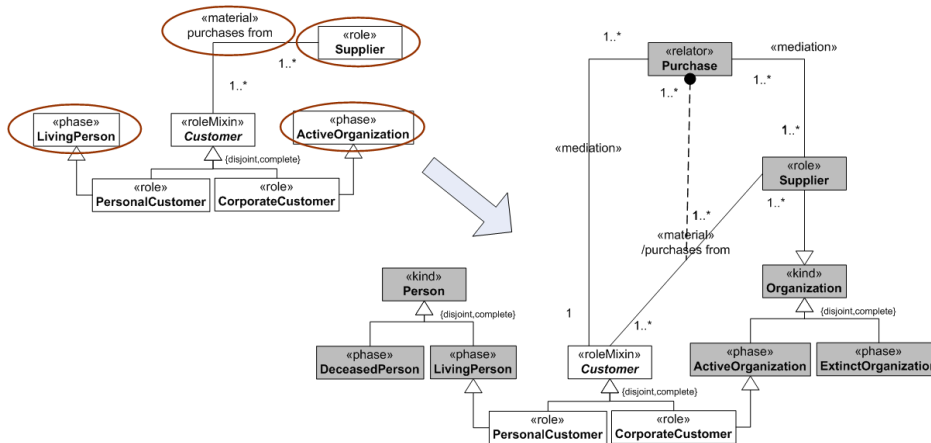 «material»
purchases from
«role»
Supplier
1..*
1..*
«phase»
LivingPerson
«roleMixin»
Customer
«phase»
ActiveOrganization
{disjoint,complete}
«role»
PersonalCustomer
«role»
CorporateCustomer
1..*
«relator»
Purchase
«mediation»
1..*
1..*
«mediation»
1..*
«role»
Supplier
1..*
1..*
«material»
/purchases from
«kind»
Person
«kind»
Organization
{disjoint,complete}
1
1..*
{disjoint,complete}
«phase»
DeceasedPerson
«phase»
LivingPerson
«roleMixin»
Customer
«phase»
ActiveOrganization
«phase»
ExtinctOrganization
{disjoint,complete}
«role»
PersonalCustomer
«role»
CorporateCustomer